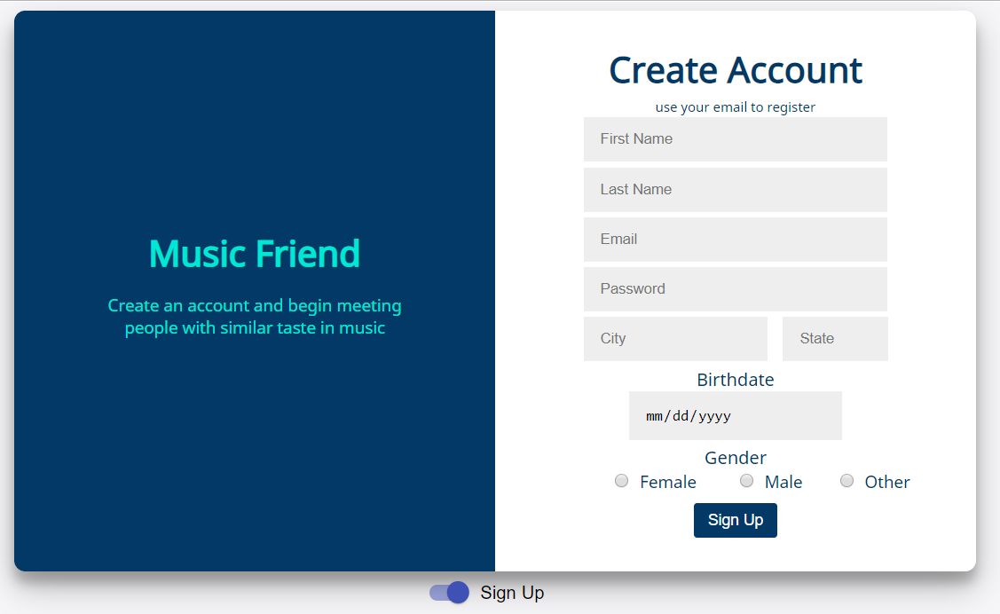 Music Friend
Create an account and begin meeting
people with similar taste in music
Create Account
use your email to register
First Name
Last Name
Email
Password
City State
Birthdate
mm/dd/yyyy
Gender
Female Male Other
Sign Up
Sign Up